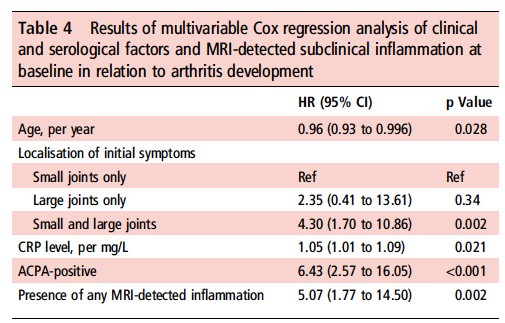 Table 4 Results of multivariable Cox regression analysis of clinical
and serological factors and MRI-detected subclinical inflammation at
baseline in relation to arthritis development
HR (95% CI) p Value
Age, per year 0.96 (0.93 to 0.996) 0.028
Localisation of initial symptoms
Small joints only Ref Ref
Large joints only 2.35 (0.41 to 13.61) 0.34
Small and large joints 4.30 (1.70 to 10.86) 0.002
CRP level, per mg/L 1.05 (1.01 to 1.09) 0.021
ACPA-positive 6.43 (2.57 to 16.05) <0.001
Presence of any MRI-detected inflammation 5.07 (1.77 to 14.50) 0.002